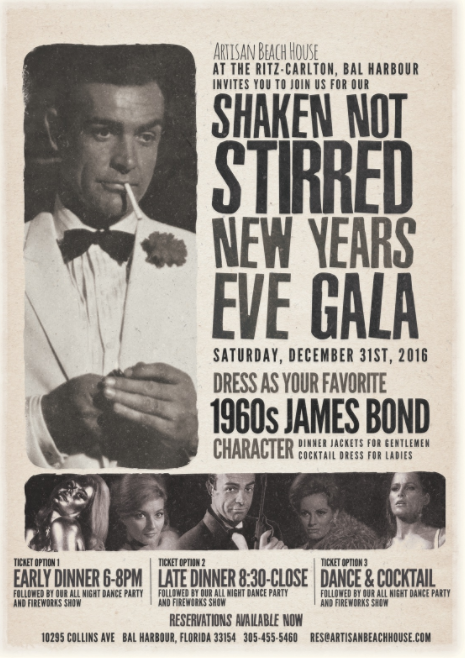 Artisan Beach House
AT THE RITZ-CARLTON, BAL HARBOUR
INVITES YOU TO JOIN US FOR OUR
SHAKEN NOT
STIRRED
NEW YEARS
EVE GALA
SATURDAY, DECEMBER 31ST, 2016
DRESS AS YOUR FAVORITE
1960s JAMES BOND
CHARACTER
DINNER JACKETS FOR GENTLEMEN
COCKTAIL DRESS FOR LADIES
TICKET OPTION 1
EARLY DINNER 6-8PM
FOLLOWED BY OUR ALL NIGHT DANCE PARTY
AND FIREWORKS SHOW
TICKET OPTION 2
LATE DINNER 8:30-CLOSE
FOLLOWED BY OUR ALL NIGHT DANCE PARTY
AND FIREWORKS SHOW
TICKET OPTION 3
DANCE & COCKTAIL
FOLLOWED BY OUR ALL NIGHT DANCE PARTY
AND FIREWORKS SHOW
RESERVATIONS AVAILABLE NOW
10295 COLLINS AVE BAL HARBOUR, FLORIDA 33154 305-455-5460 RES@ARTISANBEACHHOUSE.COM